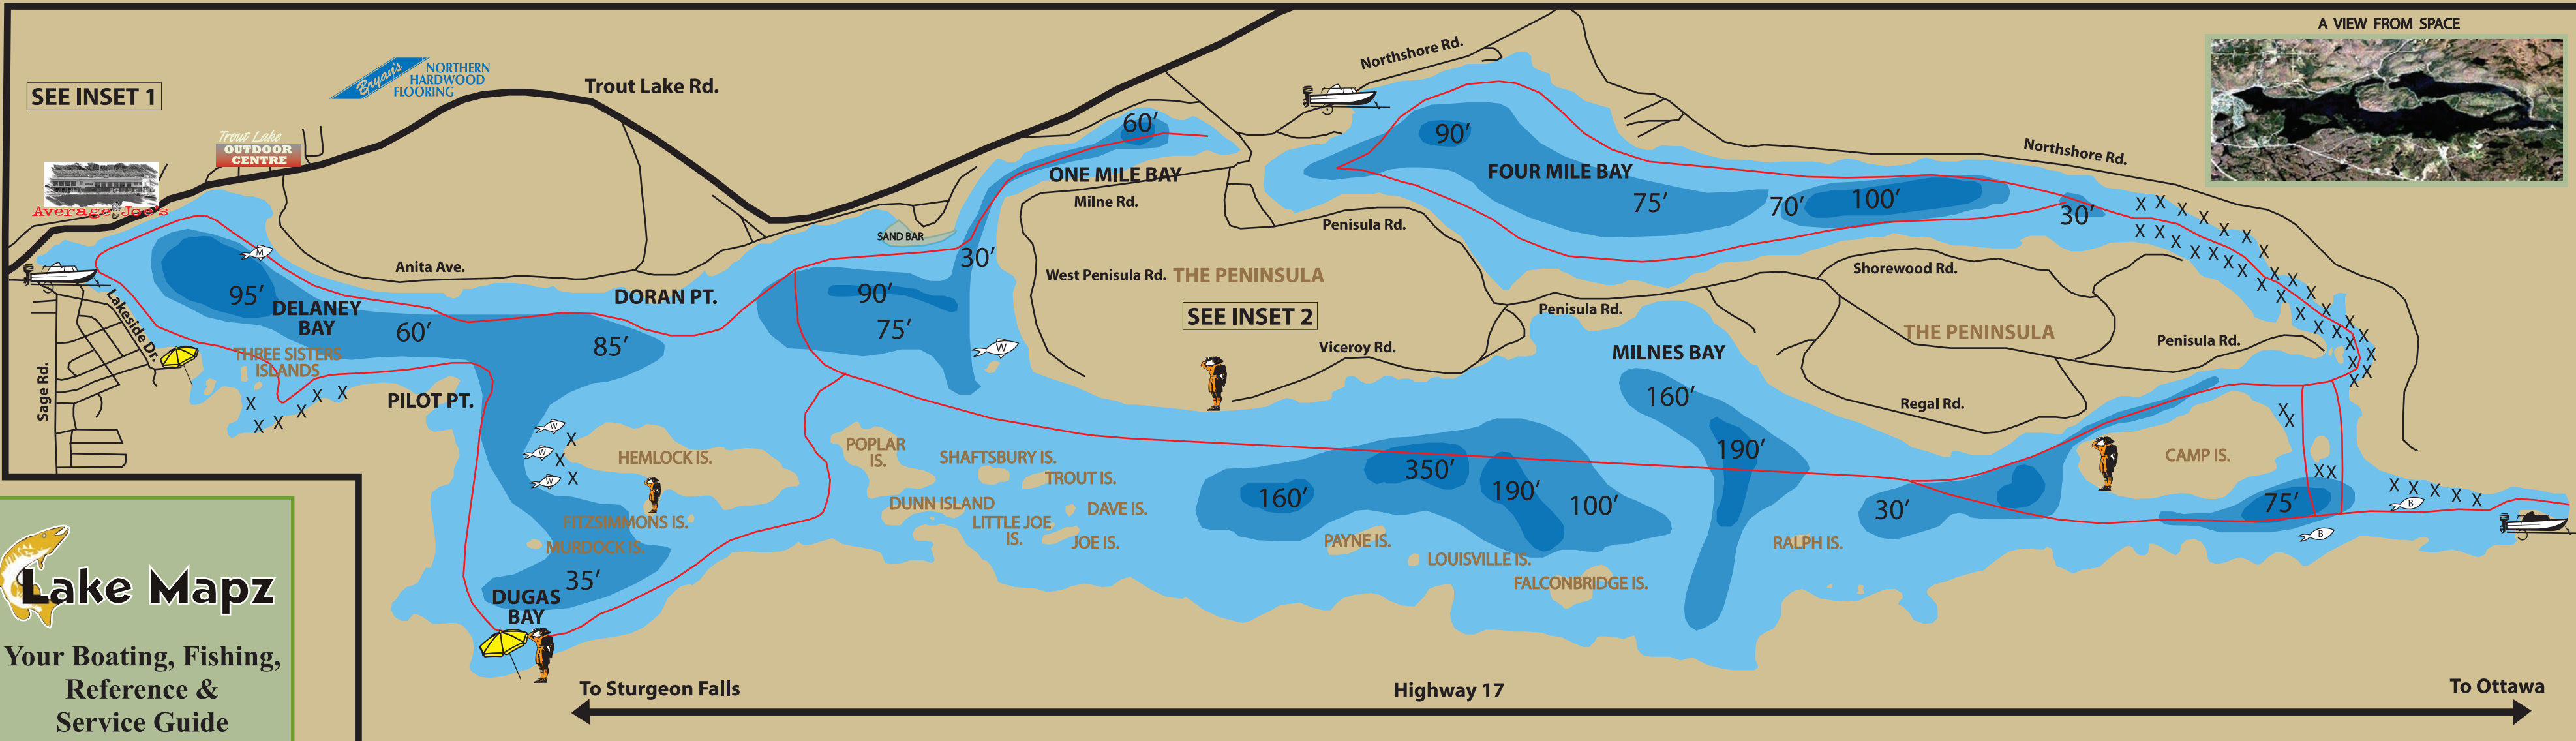 A VIEW FROM SPACE
SEE INSET 1
Bryan's
NORTHERN
HARDWOOD
FLOORING
Trout Lake Rd.
Northshore Rd.
Trout Lake
OUTDOOR
CENTRE
Average Joe's
60'
90'
ONE MILE BAY
FOUR MILE BAY
Northshore Rd.
Milne Rd.
75'
70'
100'
30'
SAND BAR
Penisula Rd.
30'
Anita Ave.
West Penisula Rd.
THE PENINSULA
Shorewood Rd.
M
95'
DELANEY
BAY
DORAN PT.
90'
75'
SEE INSET 2
Penisula Rd.
THE PENINSULA
Penisula Rd.
Lakeside Dr.
60'
85'
W
Viceroy Rd.
MILNES BAY
THREE SISTERS
ISLANDS
Sage Rd.
PILOT PT.
160'
Regal Rd.
X X X X X X
X X X X X X X X X X X X X X X X X X
X X X X X X X X X X X X X X X X X X
W
W
W
X
X
X
HEMLOCK IS.
POPLAR
IS.
SHAFTSBURY IS.
TROUT IS.
350'
190'
CAMP IS.
X
X
XX
DUNN ISLAND
DAVE IS.
160'
190'
100'
30'
75'
X X X X X
B
B
FITZSIMMONS IS.
LITTLE JOE
IS.
JOE IS.
PAYNE IS.
RALPH IS.
MURDOCK IS.
LOUISVILLE IS.
35'
FALCONBRIDGE IS.
DUGAS
BAY
Lake Mapz
Your Boating, Fishing,
Reference &
Service Guide
To Sturgeon Falls
Highway 17
To Ottawa